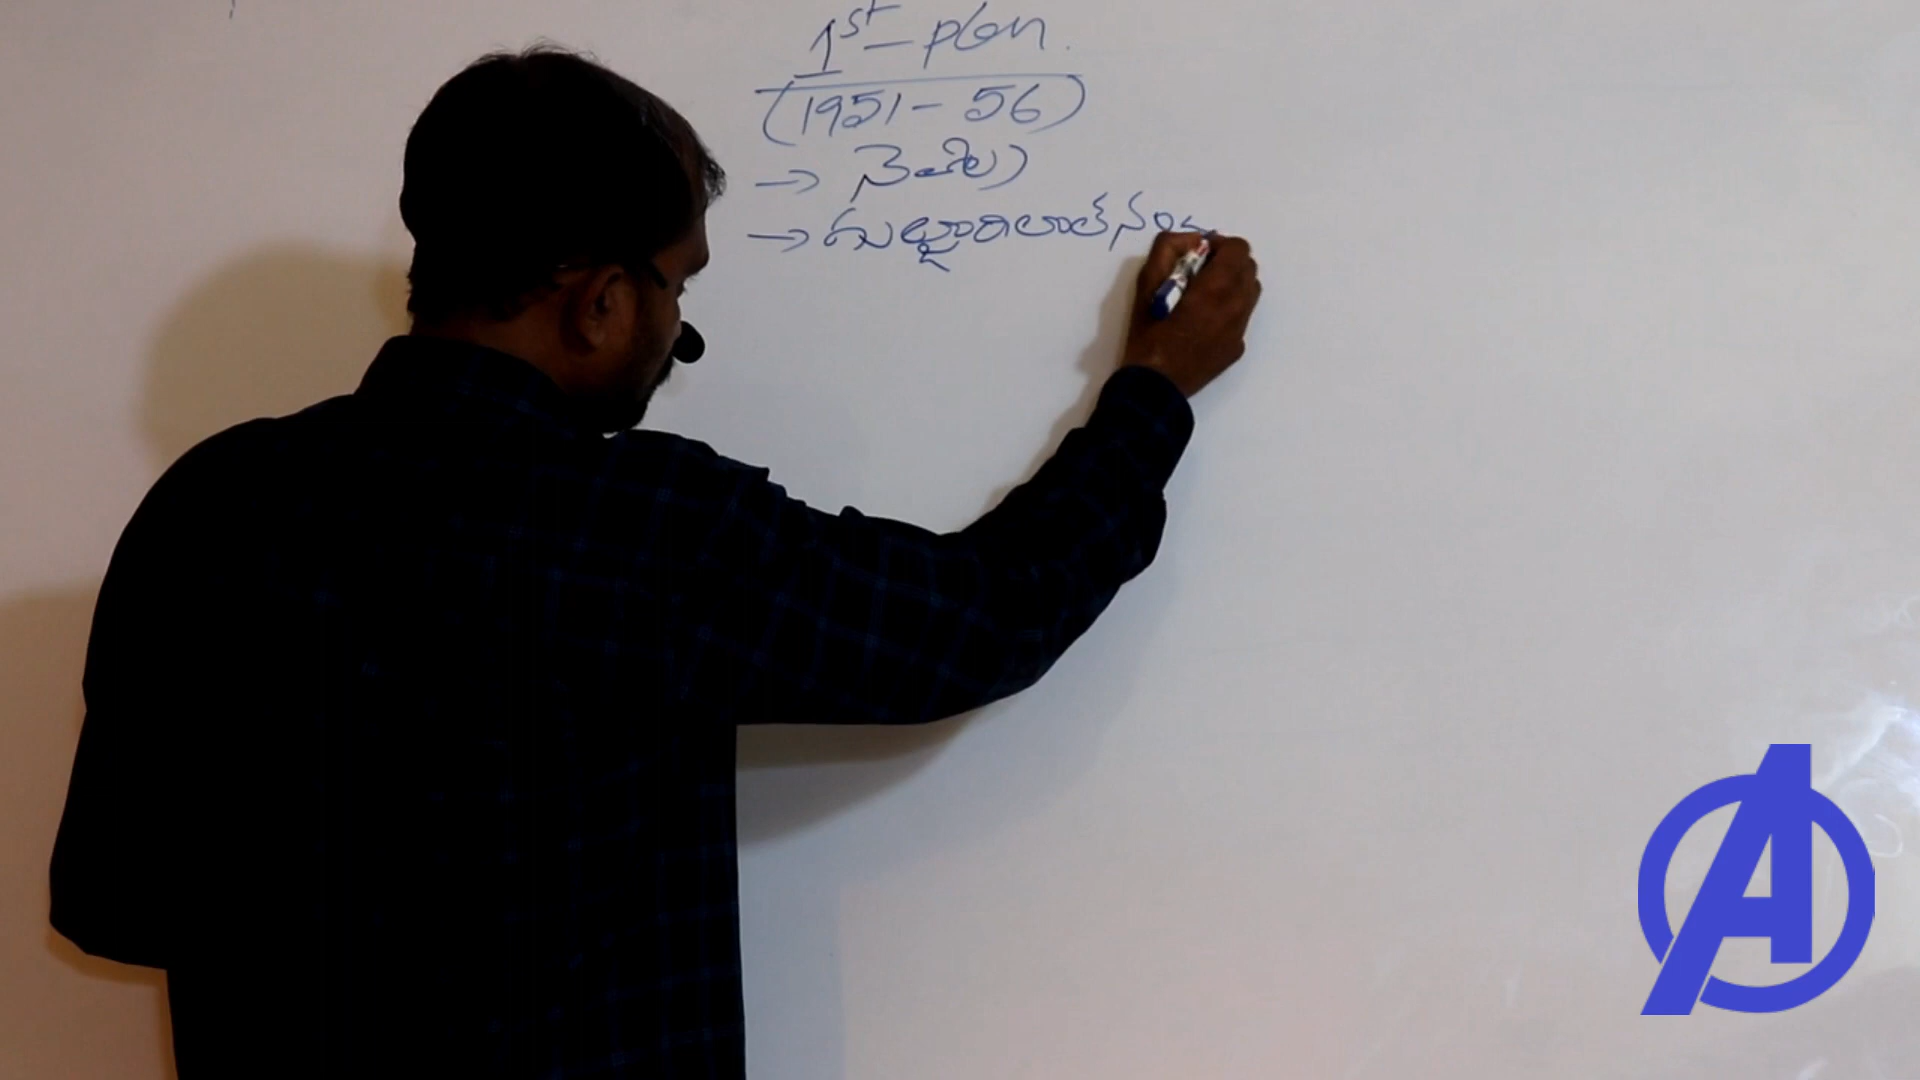 1st - plan.
(1951 - 56)
→ నెహ్రూ
→ గుల్జారిలాల్ నం